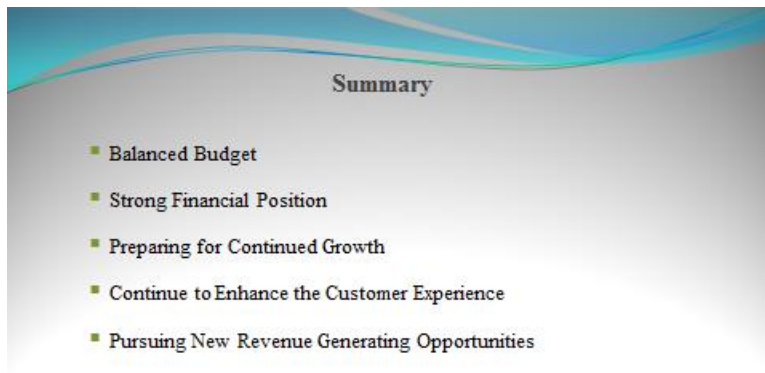 Summary
Balanced Budget
Strong Financial Position
Preparing for Continued Growth
Continue to Enhance the Customer Experience
Pursuing New Revenue Generating Opportunities